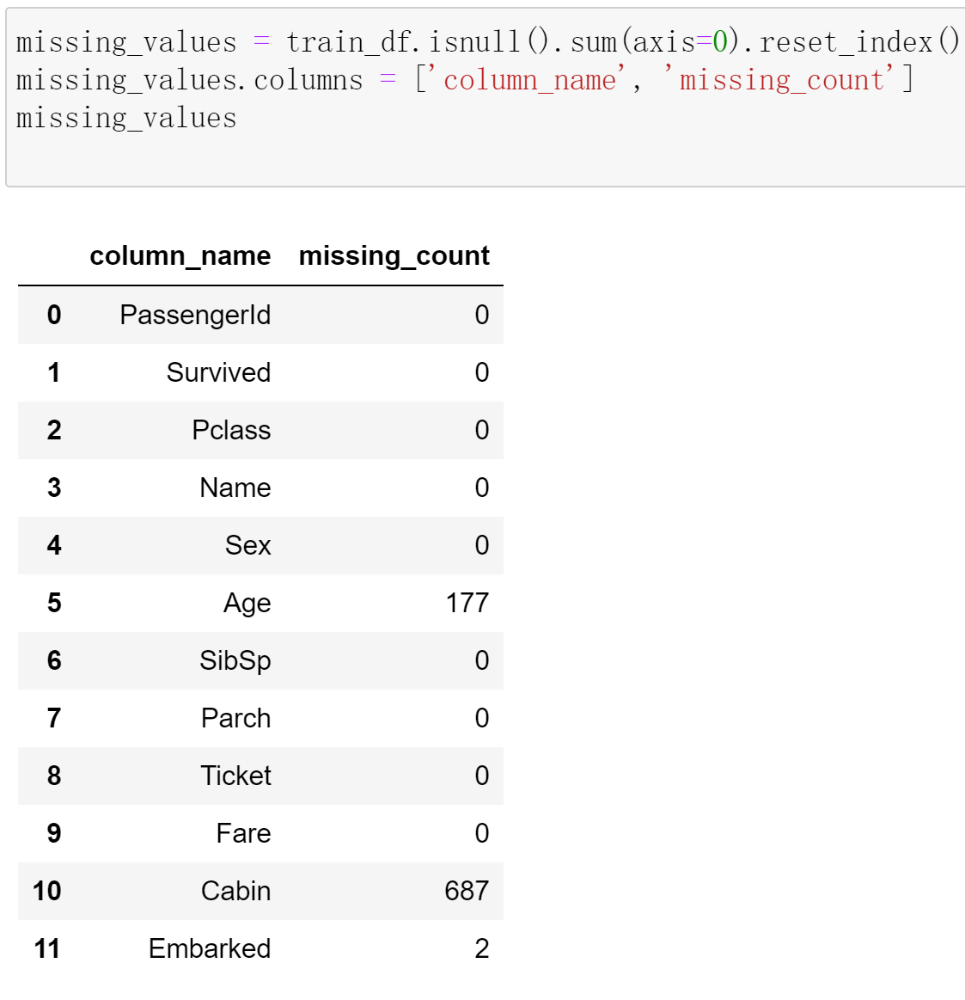 missing_values = train_df.isnull().sum(axis=0).reset_index()
missing_values.columns = ['column_name', 'missing_count']
missing_values
column_name missing_count
0 PassengerId 0
1 Survived 0
2 Pclass 0
3 Name 0
4 Sex 0
5 Age 177
6 SibSp 0
7 Parch 0
8 Ticket 0
9 Fare 0
10 Cabin 687
11 Embarked 2